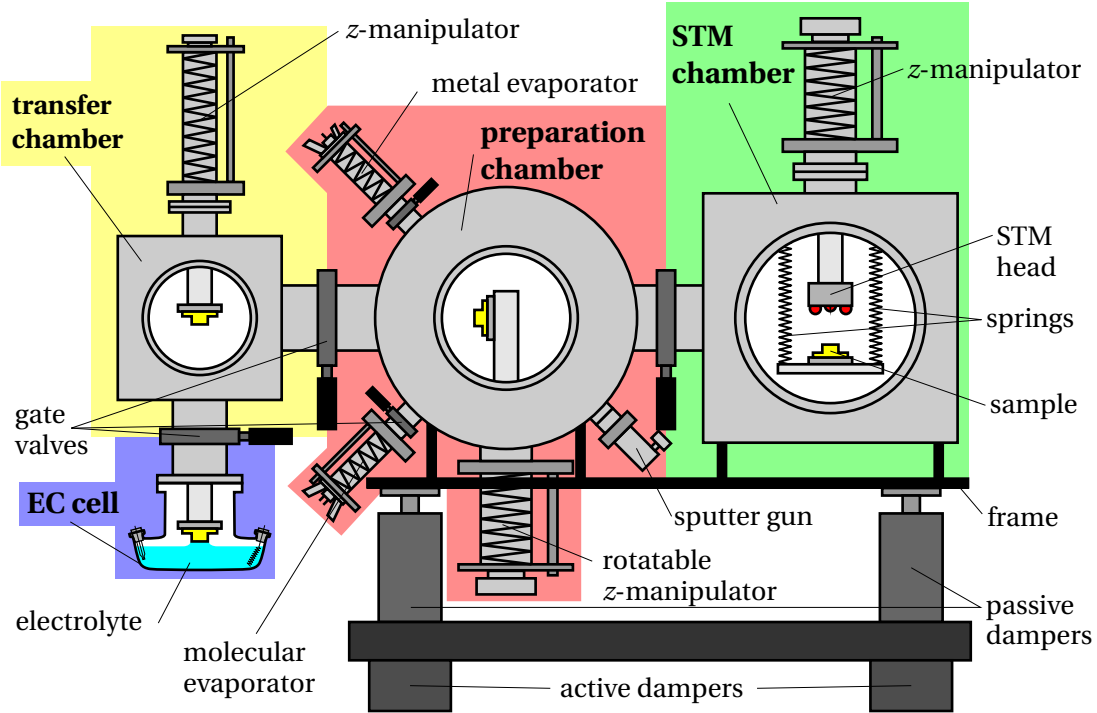 z-manipulator
STM
chamber
z-manipulator
metal evaporator
transfer
chamber
preparation
chamber
STM
head
springs
sample
gate
valves
EC cell
sputter gun
frame
rotatable
z-manipulator
electrolyte
passive
dampers
molecular
evaporator
active dampers